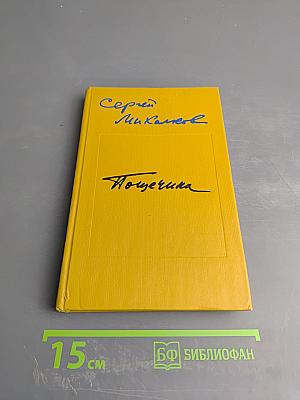 Сергей
Михалков
Пощечина
15 см
БФ БИБЛИОФАН